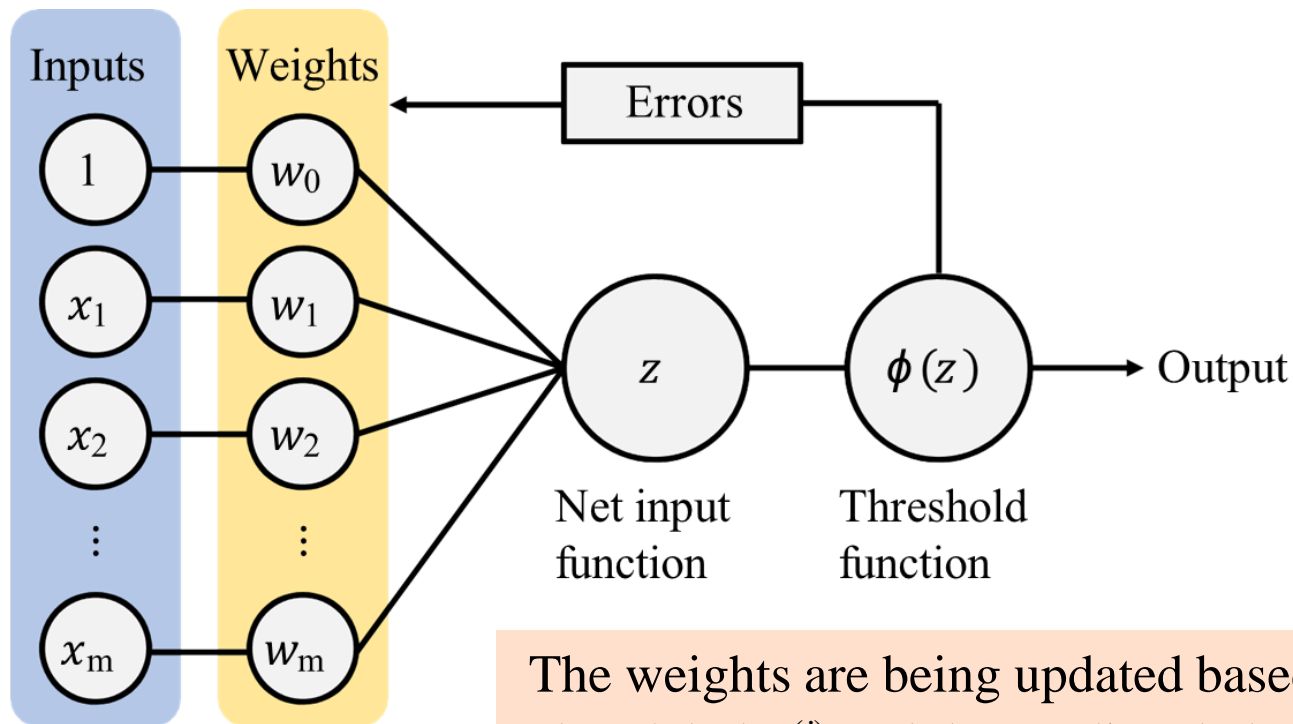 Inputs
Weights
Errors
1
w₀
x₁
w₁
x₂
w₂
⋮
⋮
xₘ
wₘ
z
ϕ(z)
Output
Net input
function
Threshold
function
The weights are being updated based